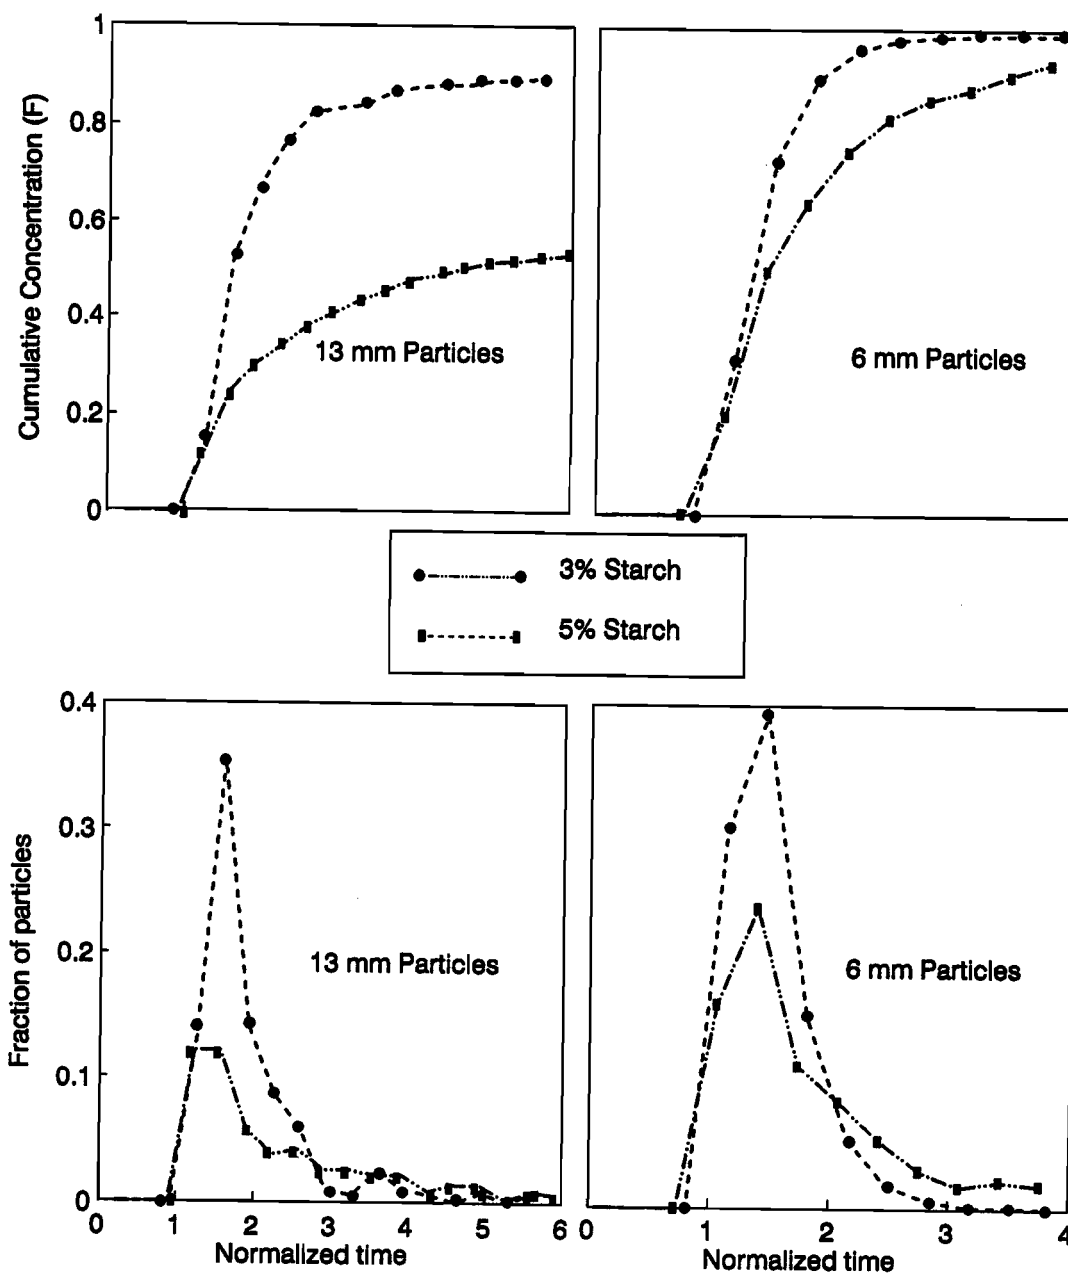 1
0.8
0.6
0.4
0.2
0
Cumulative Concentration (F)
13 mm Particles
6 mm Particles
3% Starch
5% Starch
0.4
0.3
0.2
0.1
0
Fraction of particles
13 mm Particles
6 mm Particles
0 1 2 3 4 5 6
Normalized time
0 1 2 3 4
Normalized time